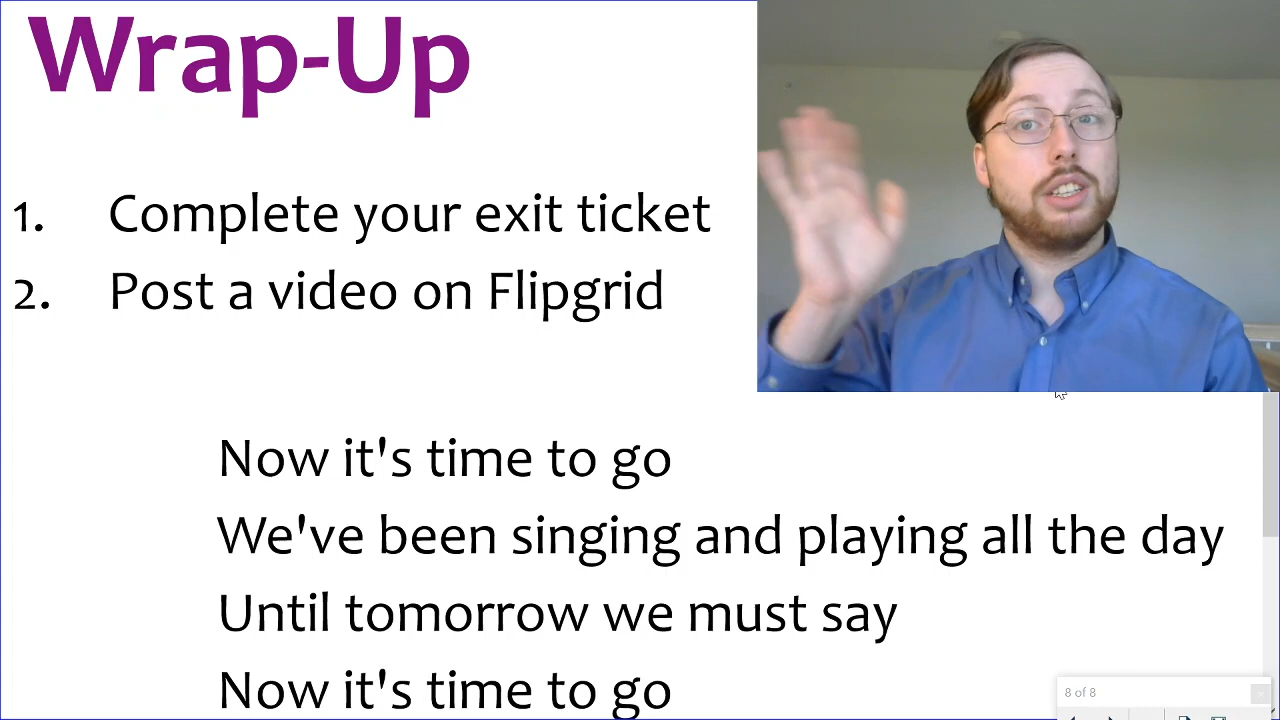 Wrap-Up
1. Complete your exit ticket
2. Post a video on Flipgrid
Now it's time to go
We've been singing and playing all the day
Until tomorrow we must say
Now it's time to go
8 of 8